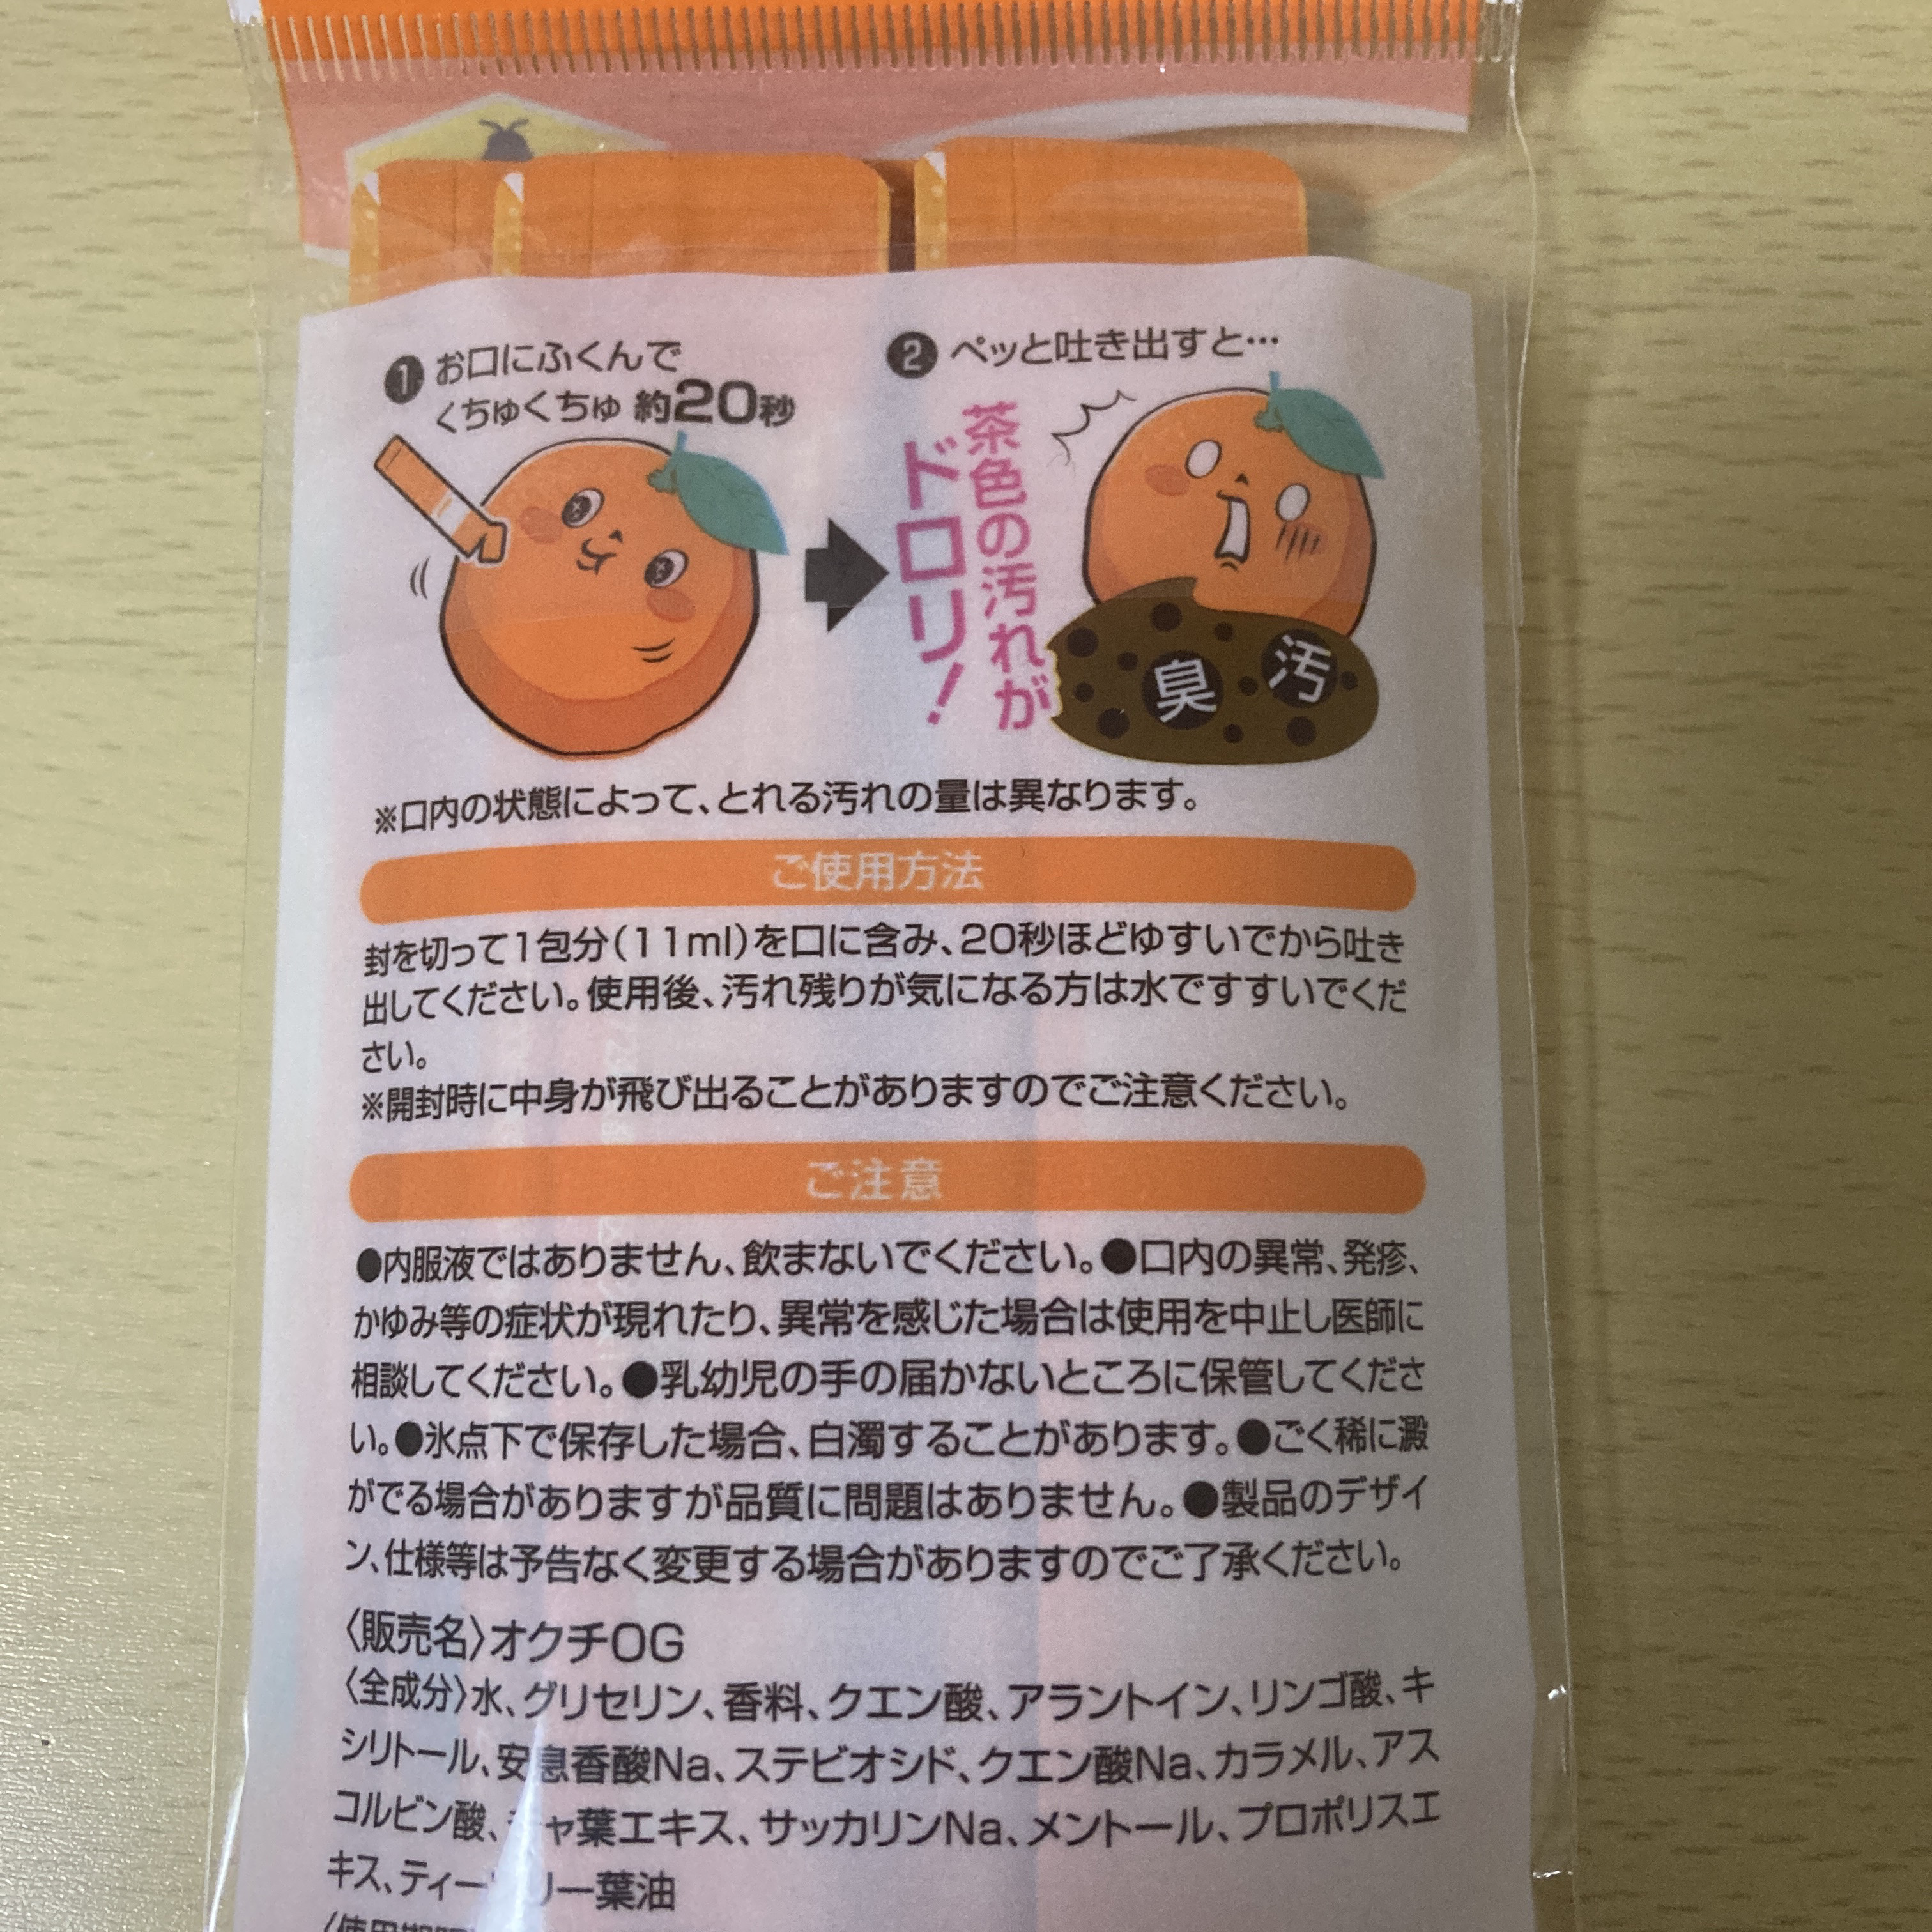 ❶お口にふくんで
くちゅくちゅ 約20秒
❷ペッと吐き出すと…
茶色の汚れが
ドロリ!
臭
汚
※口内の状態によって、とれる汚れの量は異なります。
ご使用方法
封を切って1包分(11ml)を口に含み、20秒ほどゆすいでから吐き
出してください。使用後、汚れ残りが気になる方は水ですすいでくだ
さい。
※開封時に中身が飛び出ることがありますのでご注意ください。
ご注意
●内服液ではありません、飲まないでください。●口内の異常、発疹、
かゆみ等の症状が現れたり、異常を感じた場合は使用を中止し医師に
相談してください。●乳幼児の手の届かないところに保管してくださ
い。●氷点下で保存した場合、白濁することがあります。●ごく稀に澱
がでる場合がありますが品質に問題はありません。●製品のデザイ
ン、仕様等は予告なく変更する場合がありますのでご了承ください。
〈販売名〉オクチOG
〈全成分〉水、グリセリン、香料、クエン酸、アラントイン、リンゴ酸、キ
シリトール、安息香酸Na、ステビオシド、クエン酸Na、カラメル、アス
コルビン酸、チャ葉エキス、サッカリンNa、メントール、プロポリスエ
キス、ティーツリー葉油